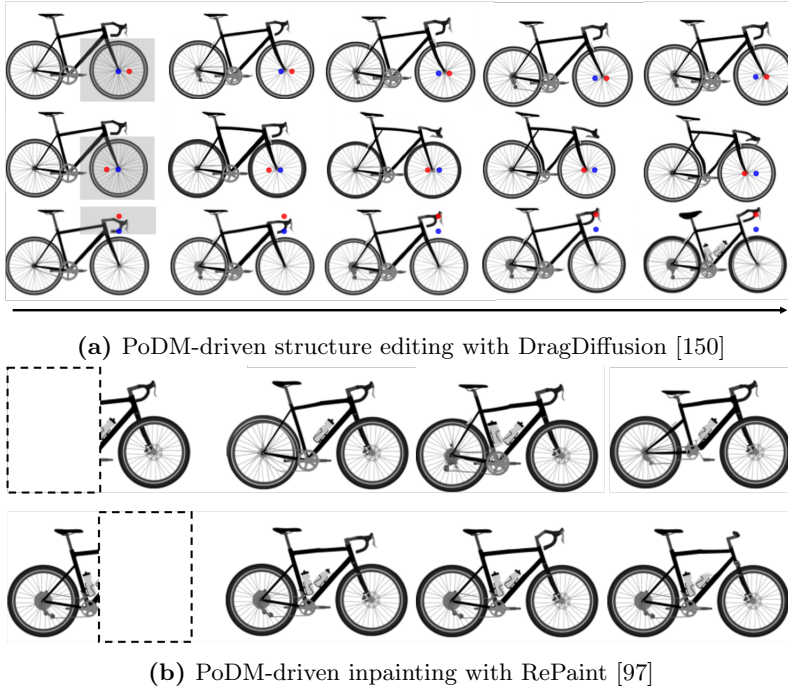 (a) PoDM-driven structure editing with DragDiffusion [150]
(b) PoDM-driven inpainting with RePaint [97]